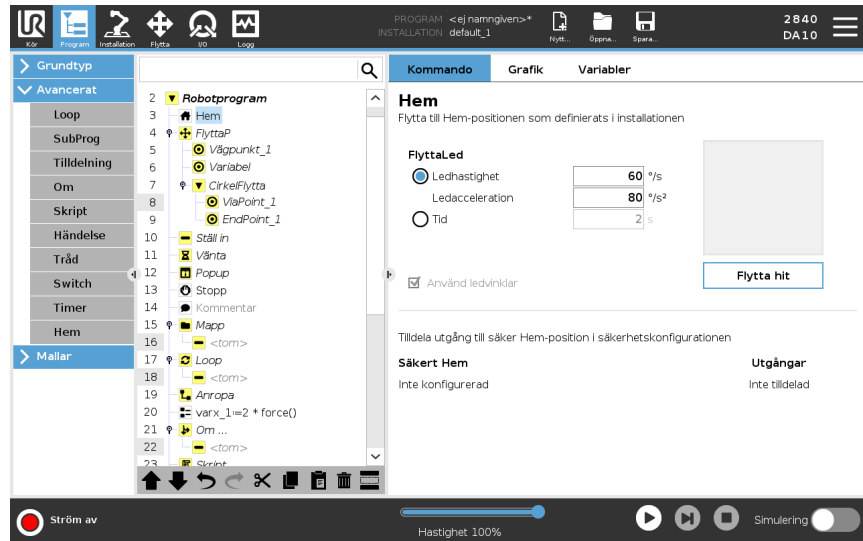 UR
PROGRAM <ej namngiven>*
INSTALLATION default_1
Kör Program Installation Flytta I/O Logg
Nytt... Öppna... Spara...
2840
DA10
Grundtyp
Avancerat
Loop
SubProg
Tilldelning
Om
Skript
Händelse
Tråd
Switch
Timer
Hem
Mallar
2 Robotprogram
3 Hem
4 FlyttaP
5 Vägpunkt_1
6 Variabel
7 CirkelFlytta
8 ViaPoint_1
9 EndPoint_1
10 Ställ in
11 Vänta
12 Popup
13 Stopp
14 Kommentar
15 Mapp
16 <tom>
17 Loop
18 <tom>
19 Anropa
20 varx_1≔2 * force()
21 Om ...
22 <tom>
23 Skript
Kommando Grafik Variabler
Hem
Flytta till Hem-positionen som definierats i installationen
FlyttaLed
Ledhastighet 60 °/s
Ledacceleration 80 °/s²
Tid 2 s
Använd ledvinklar
Flytta hit
Tilldela utgång till säker Hem-position i säkerhetskonfigurationen
Säkert Hem Utgångar
Inte konfigurerad Inte tilldelad
Ström av
Hastighet 100%
Simulering